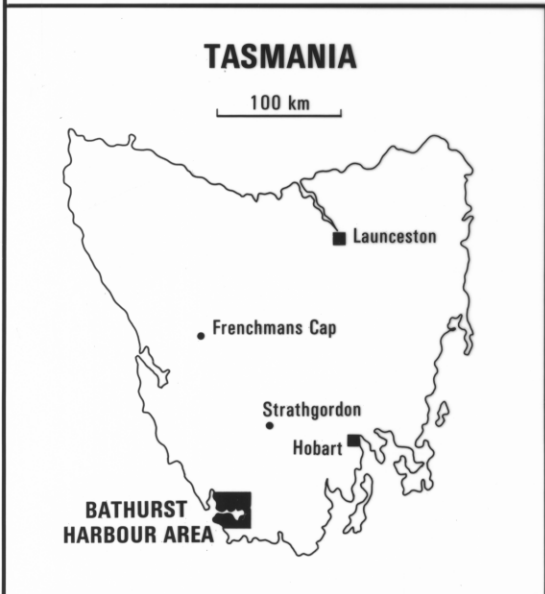 TASMANIA
100 km
Launceston
Frenchmans Cap
Strathgordon
Hobart
BATHURST
HARBOUR AREA